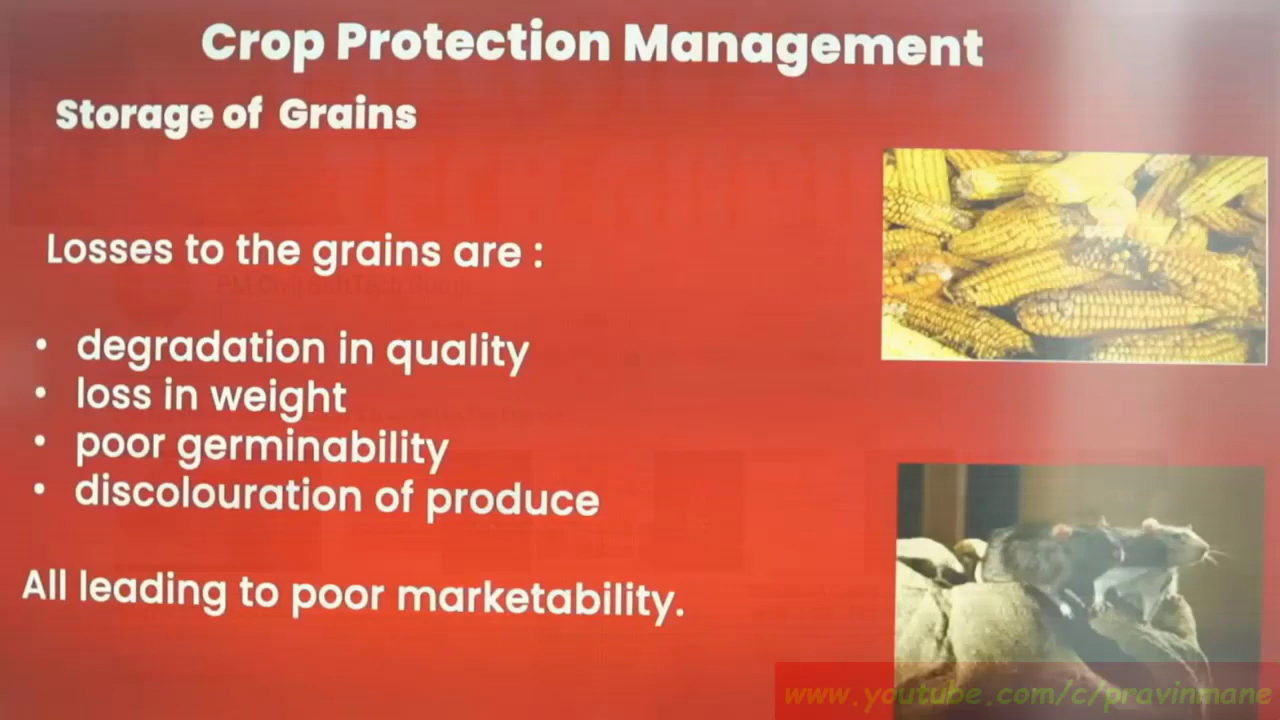 Crop Protection Management
Storage of Grains
Losses to the grains are :
• degradation in quality
• loss in weight
• poor germinability
• discolouration of produce
All leading to poor marketability.
www.youtube.com/c/pravinmane